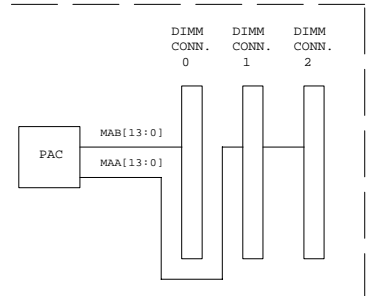 DIMM DIMM DIMM
CONN. CONN. CONN.
0 1 2
MAB[13:0]
PAC
MAA[13:0]